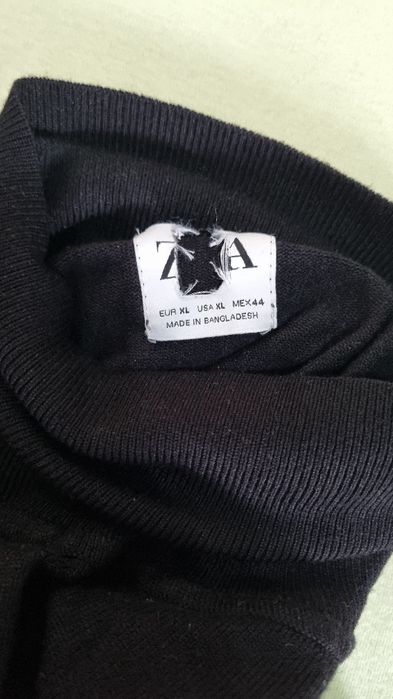 Z A
EUR XL USA XL MEX 44
MADE IN BANGLADESH